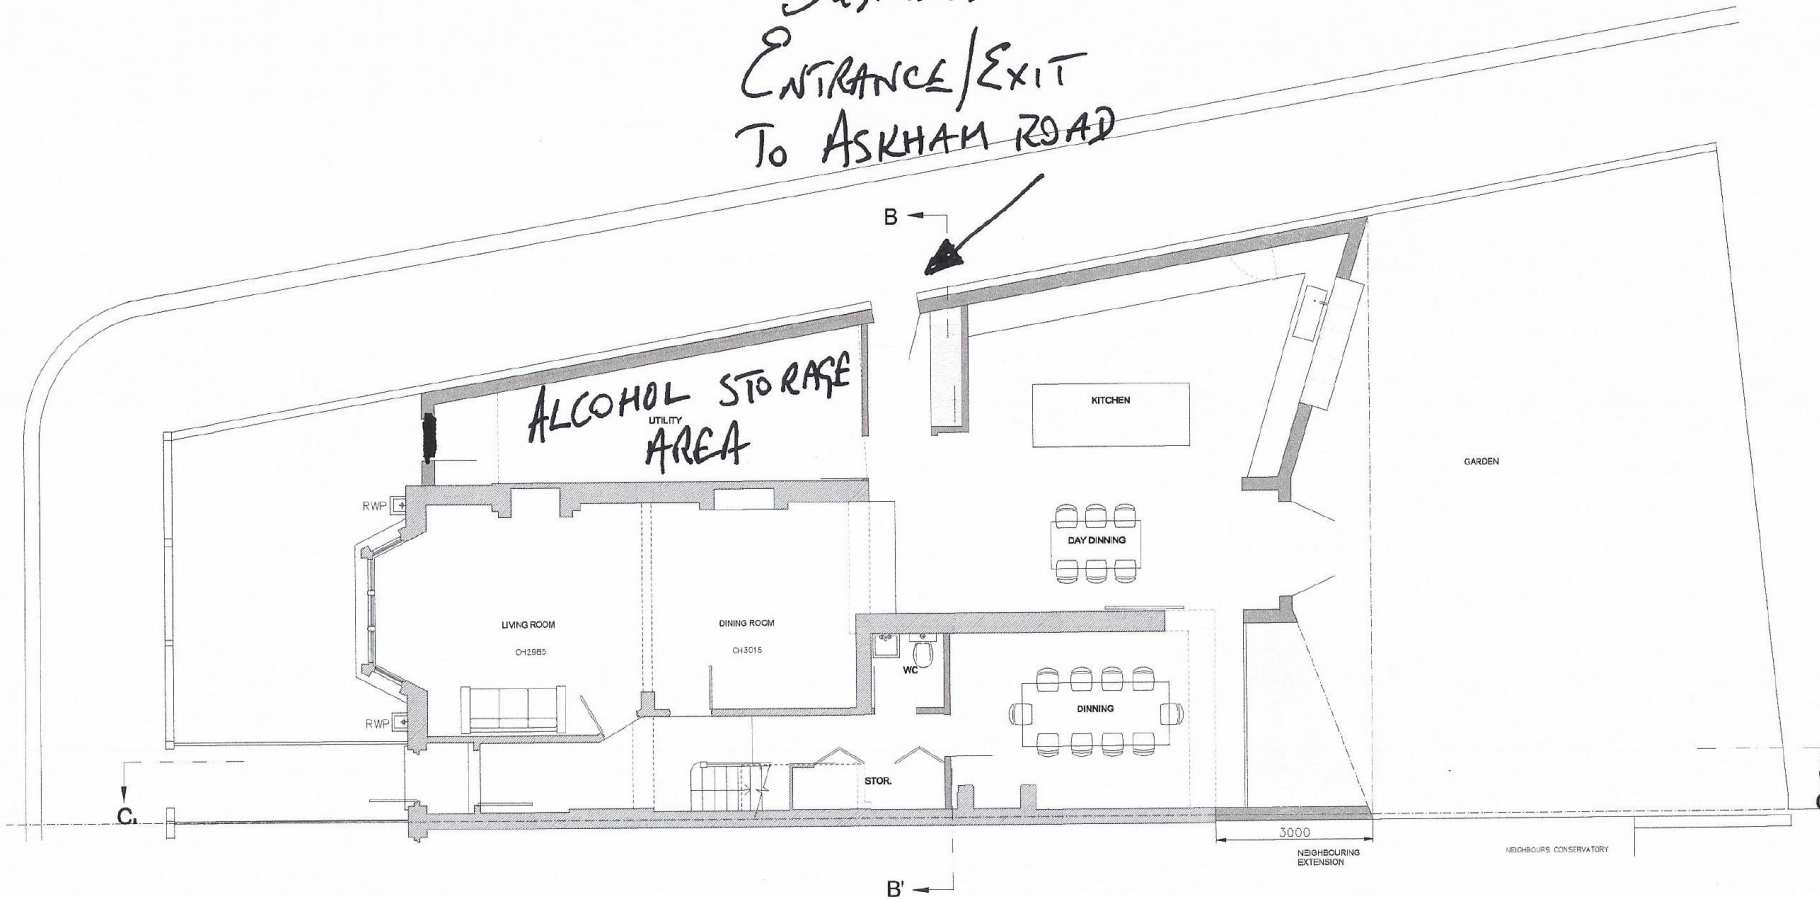 ENTRANCE/EXIT
TO ASKHAM ROAD
B
ALCOHOL STORAGE
AREA
UTILITY
KITCHEN
GARDEN
RWP
DAY DINNING
LIVING ROOM
CH2985
DINING ROOM
CH3015
WC
DINNING
RWP
STOR.
C
3000
NEIGHBOURING
EXTENSION
NEIGHBOURS CONSERVATORY
B'